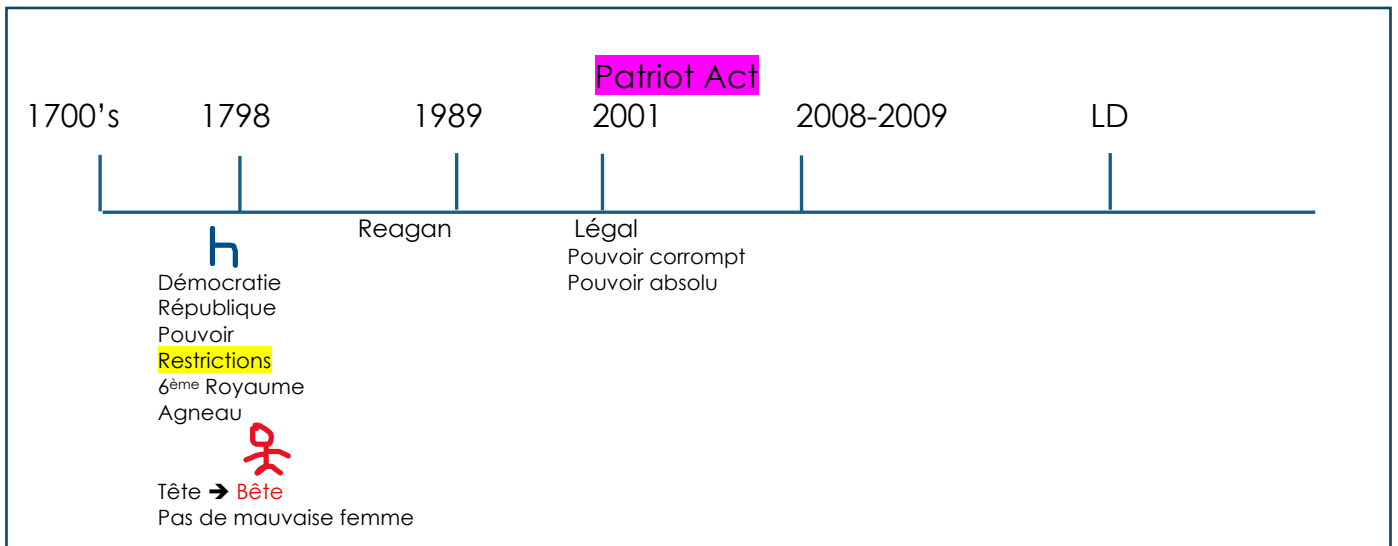 Patriot Act
1700's 1798 1989 2001 2008-2009 LD
Reagan Légal
Pouvoir corrompt
Pouvoir absolu
Démocratie
République
Pouvoir
Restrictions
6ème Royaume
Agneau
Tête ➔ Bête
Pas de mauvaise femme